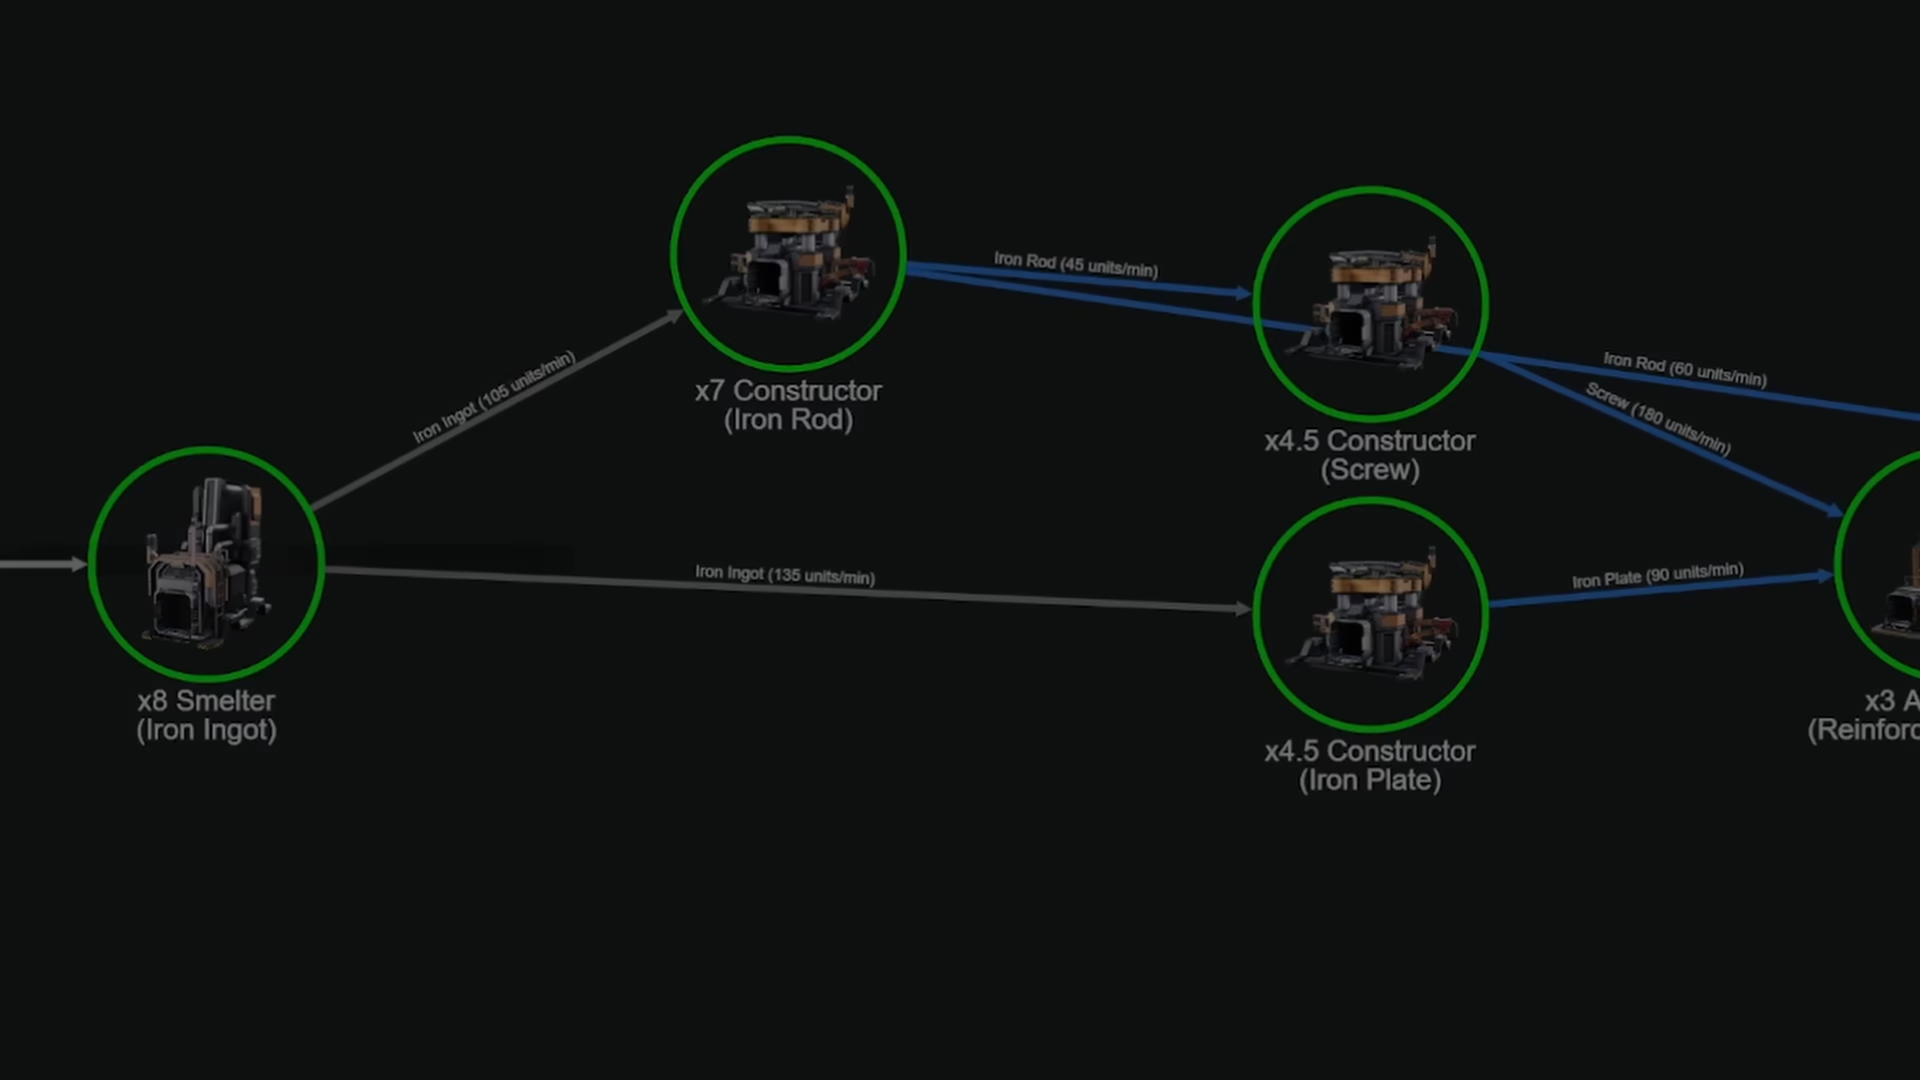 Iron Rod (45 units/min)
Iron Ingot (105 units/min)
x7 Constructor
(Iron Rod)
Iron Rod (60 units/min)
Screw (180 units/min)
x4.5 Constructor
(Screw)
Iron Ingot (135 units/min)
Iron Plate (90 units/min)
x8 Smelter
(Iron Ingot)
x4.5 Constructor
(Iron Plate)
x3 A
(Reinforc